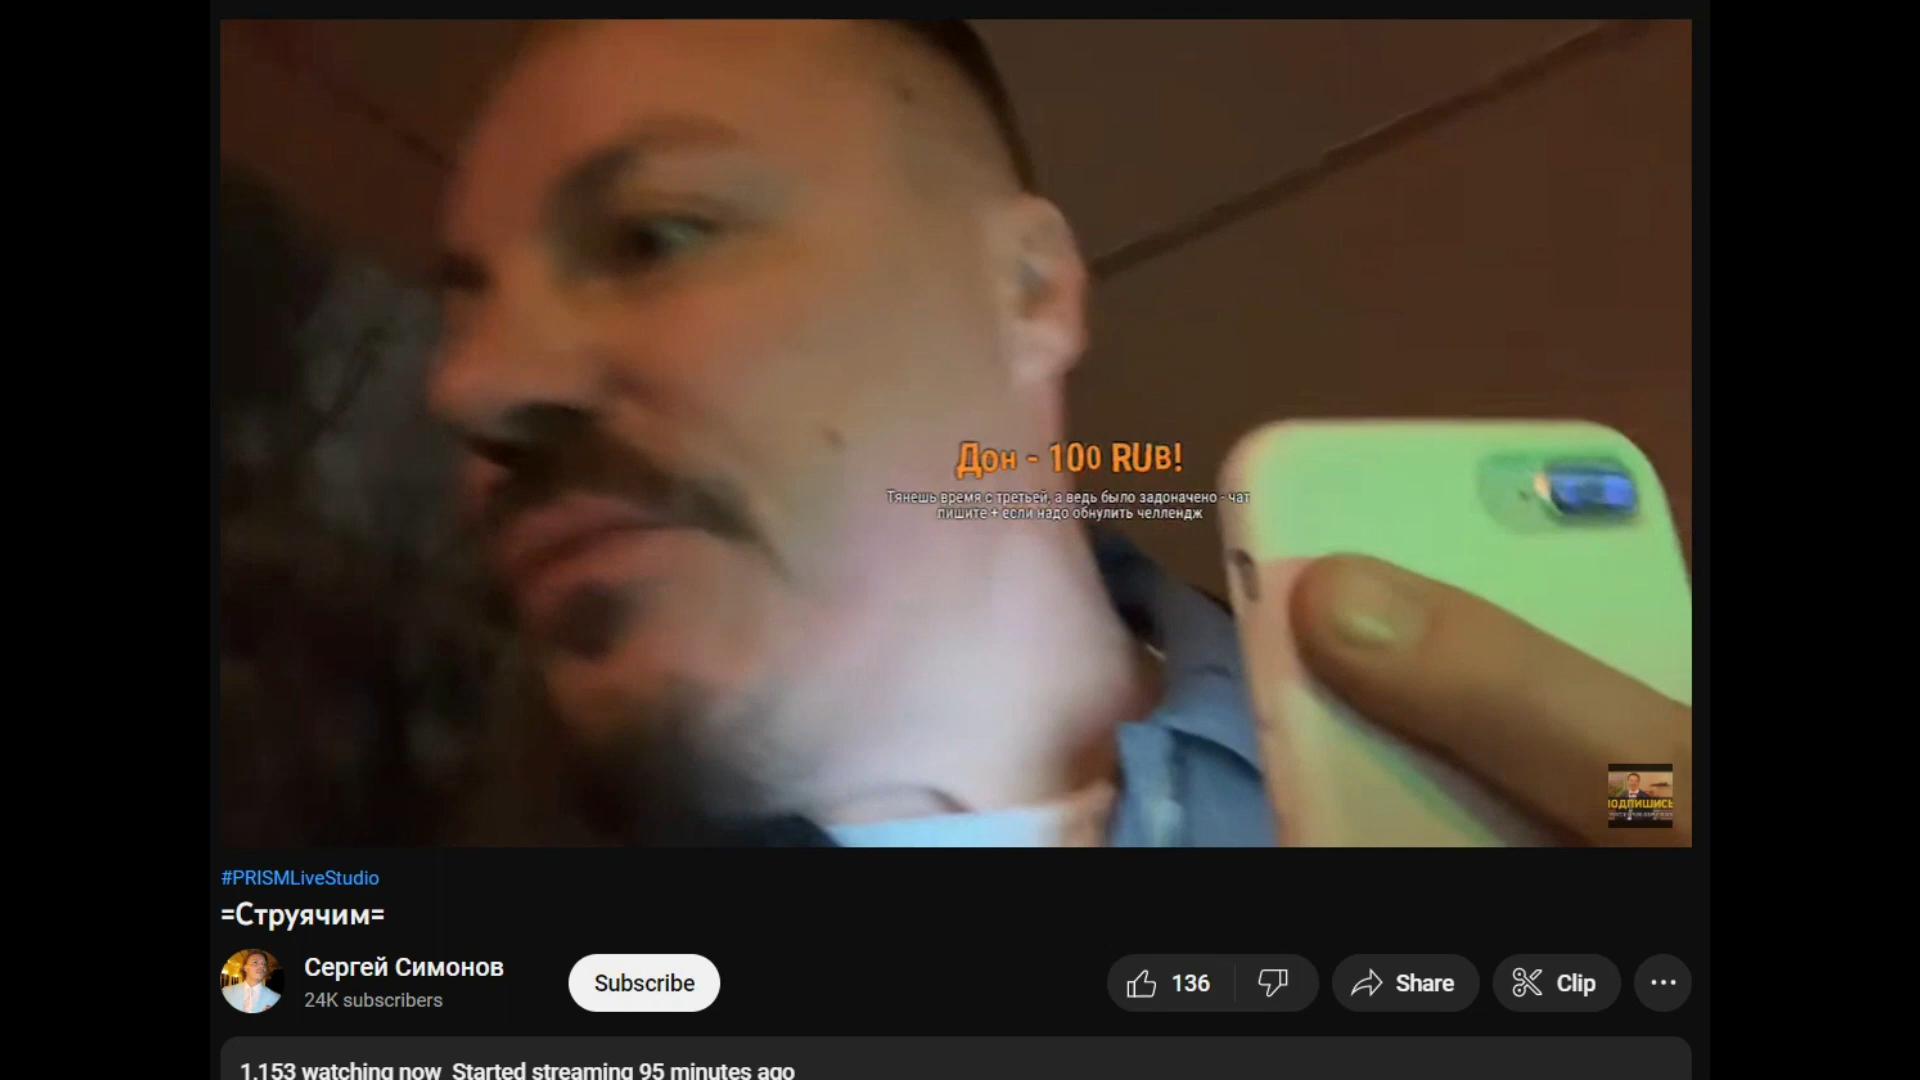 Дон - 100 RUB!
Тянешь время с третьей, а ведь было задоначено - чат
пишите + если надо обнулить челлендж
ПОДПИШИСЬ
#PRISMLiveStudio
=Струячим=
Сергей Симонов
24K subscribers
Subscribe
136
Share
Clip
1,153 watching now Started streaming 95 minutes ago